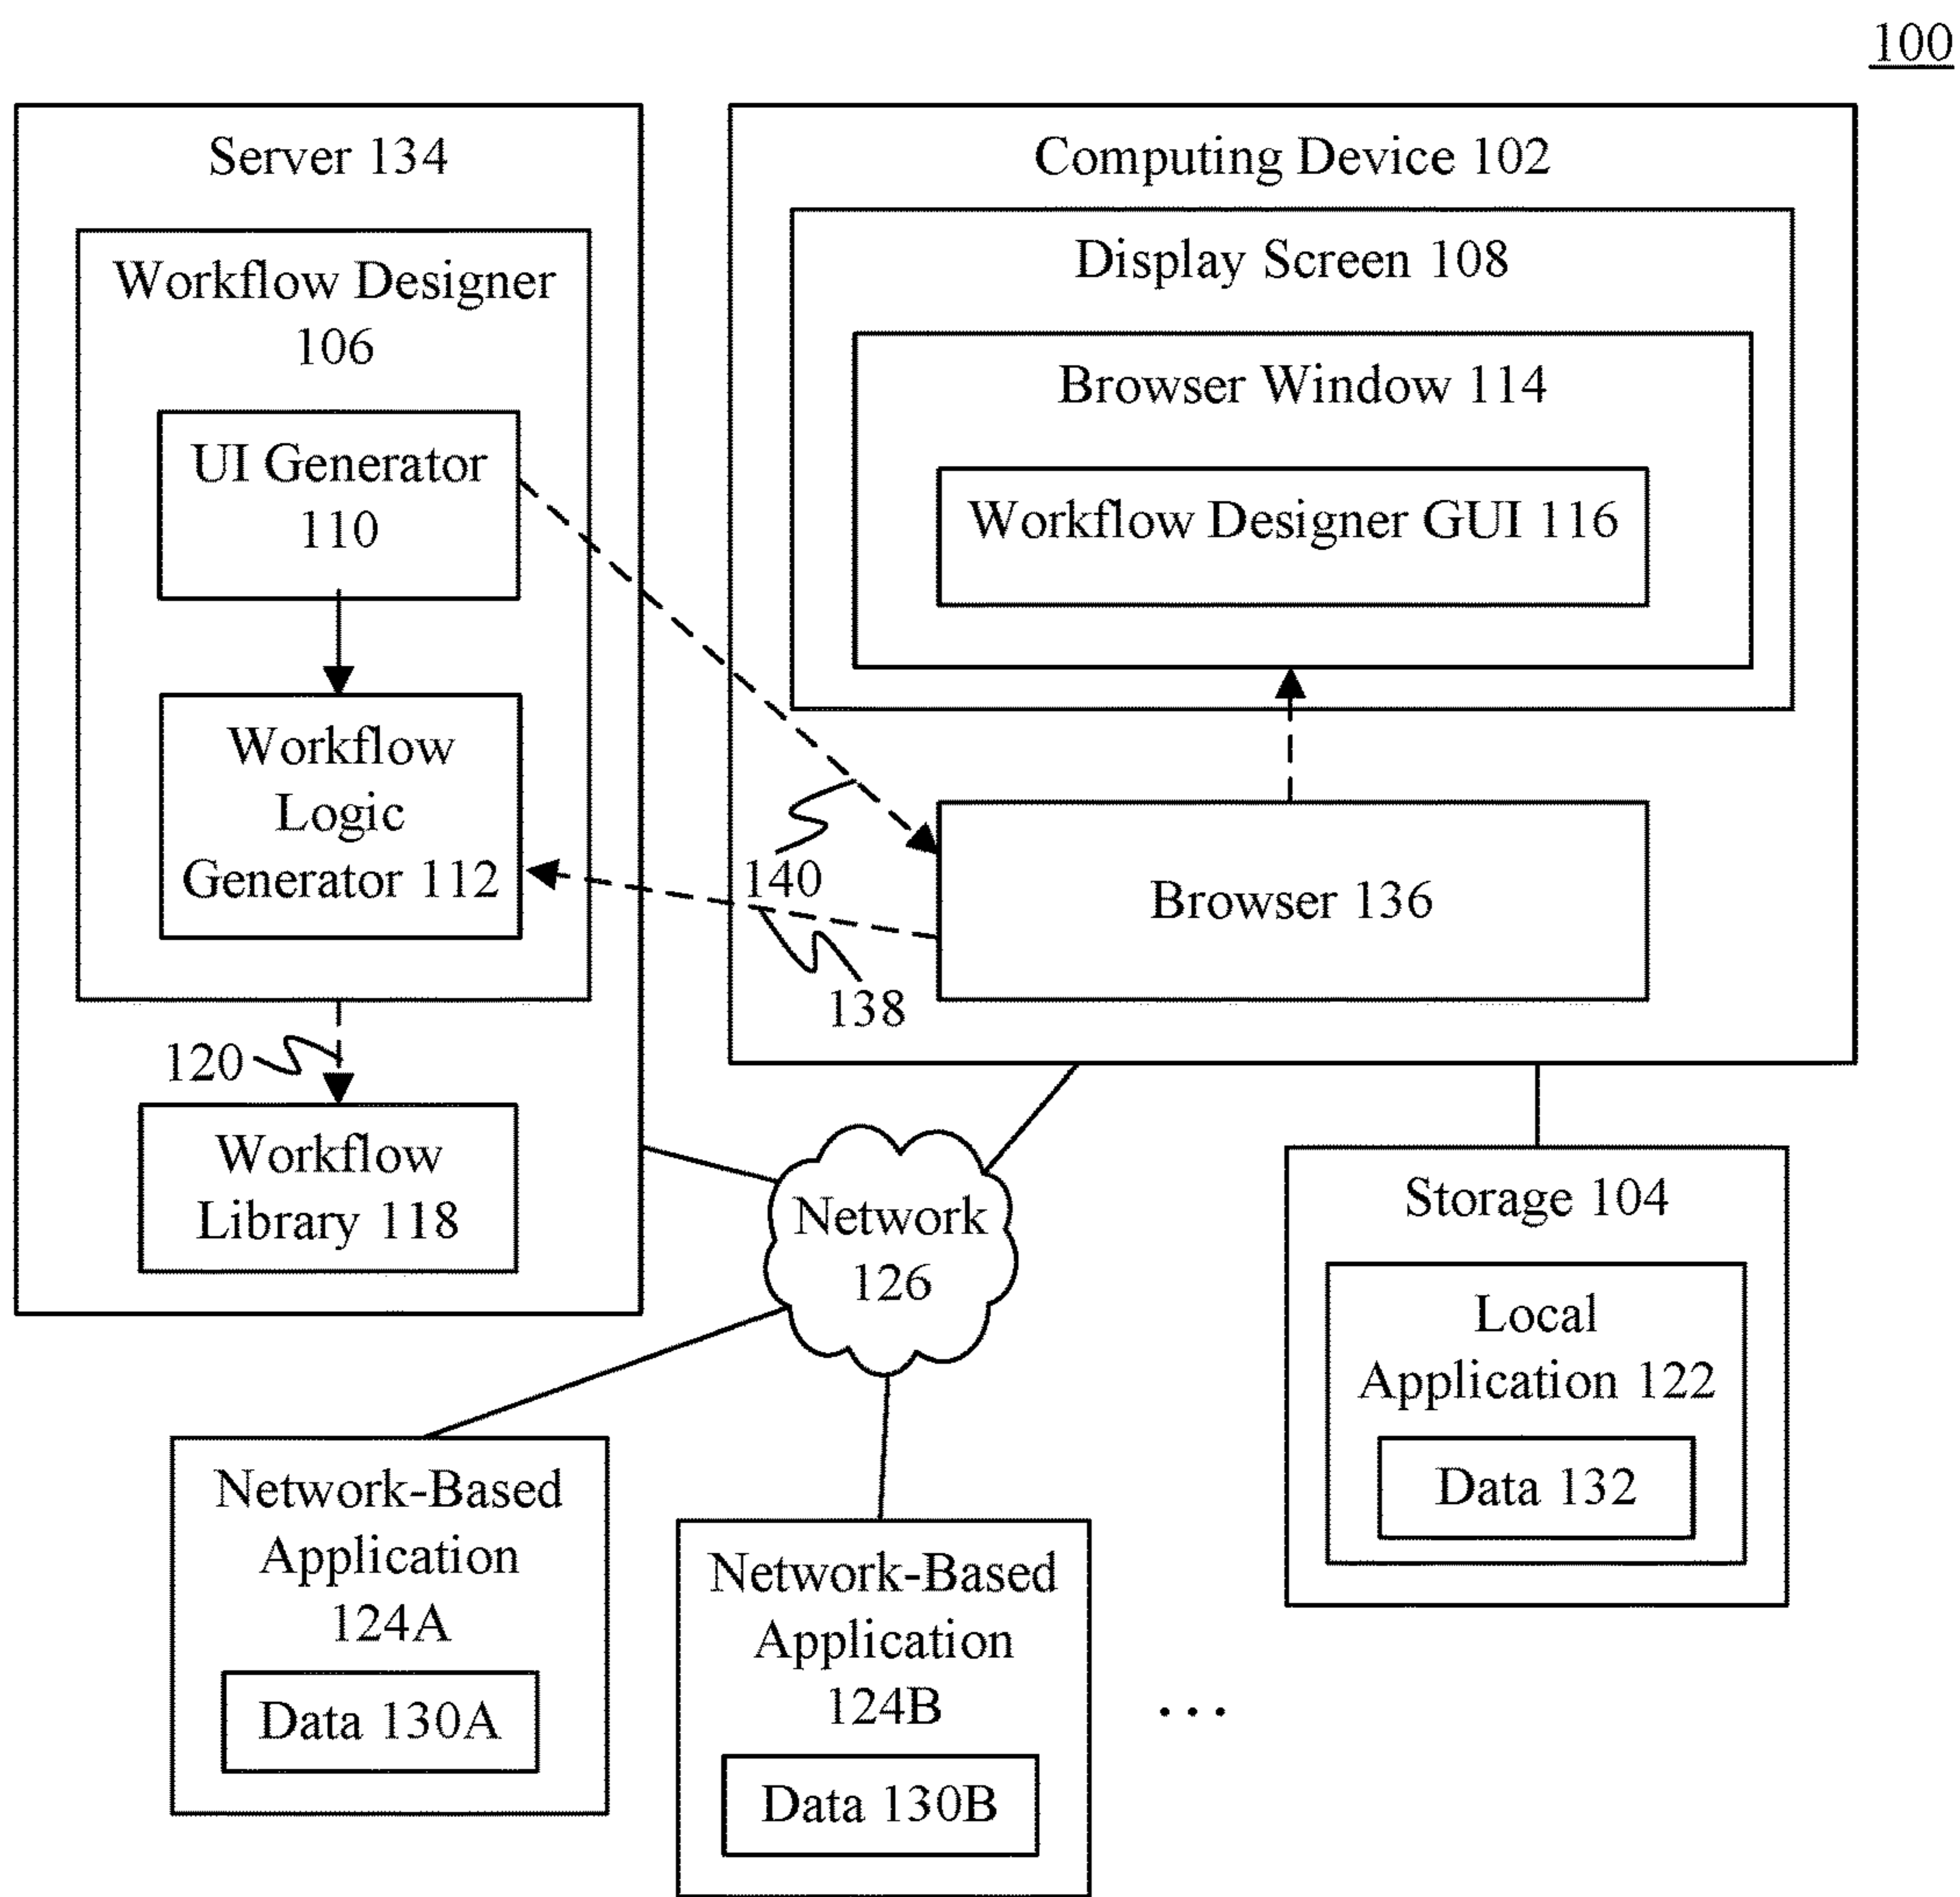 100
Server 134
Workflow Designer
106
UI Generator
110
Workflow
Logic
Generator 112
120
Workflow
Library 118
Computing Device 102
Display Screen 108
Browser Window 114
Workflow Designer GUI 116
140
Browser 136
138
Network
126
Storage 104
Local
Application 122
Data 132
Network-Based
Application
124A
Data 130A
Network-Based
Application
124B
Data 130B
...